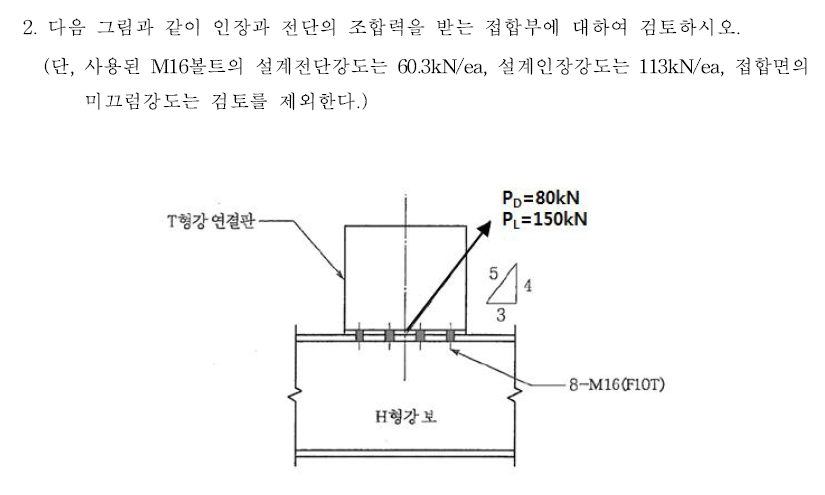 2. 다음 그림과 같이 인장과 전단의 조합력을 받는 접합부에 대하여 검토하시오.
(단, 사용된 M16볼트의 설계전단강도는 60.3kN/ea, 설계인장강도는 113kN/ea, 접합면의
미끄럼강도는 검토를 제외한다.)
P_D=80kN
P_L=150kN
T형강 연결판
5
4
3
8-M16(F10T)
H형강 보